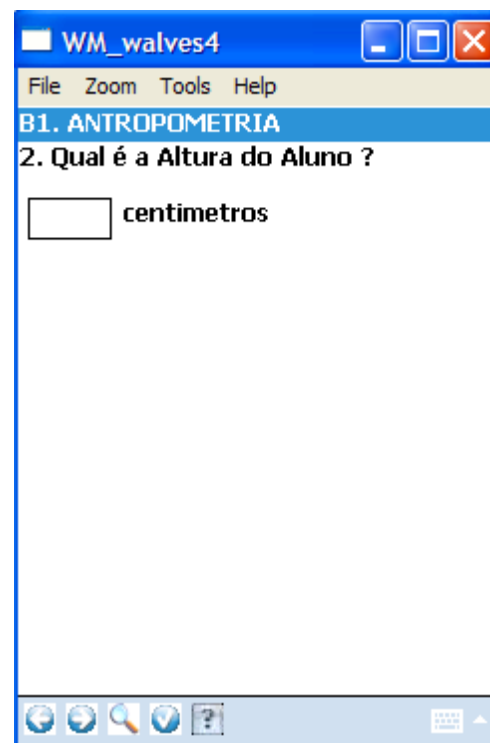 WM_walves4
File Zoom Tools Help
B1. ANTROPOMETRIA
2. Qual é a Altura do Aluno ?
centimetros
?